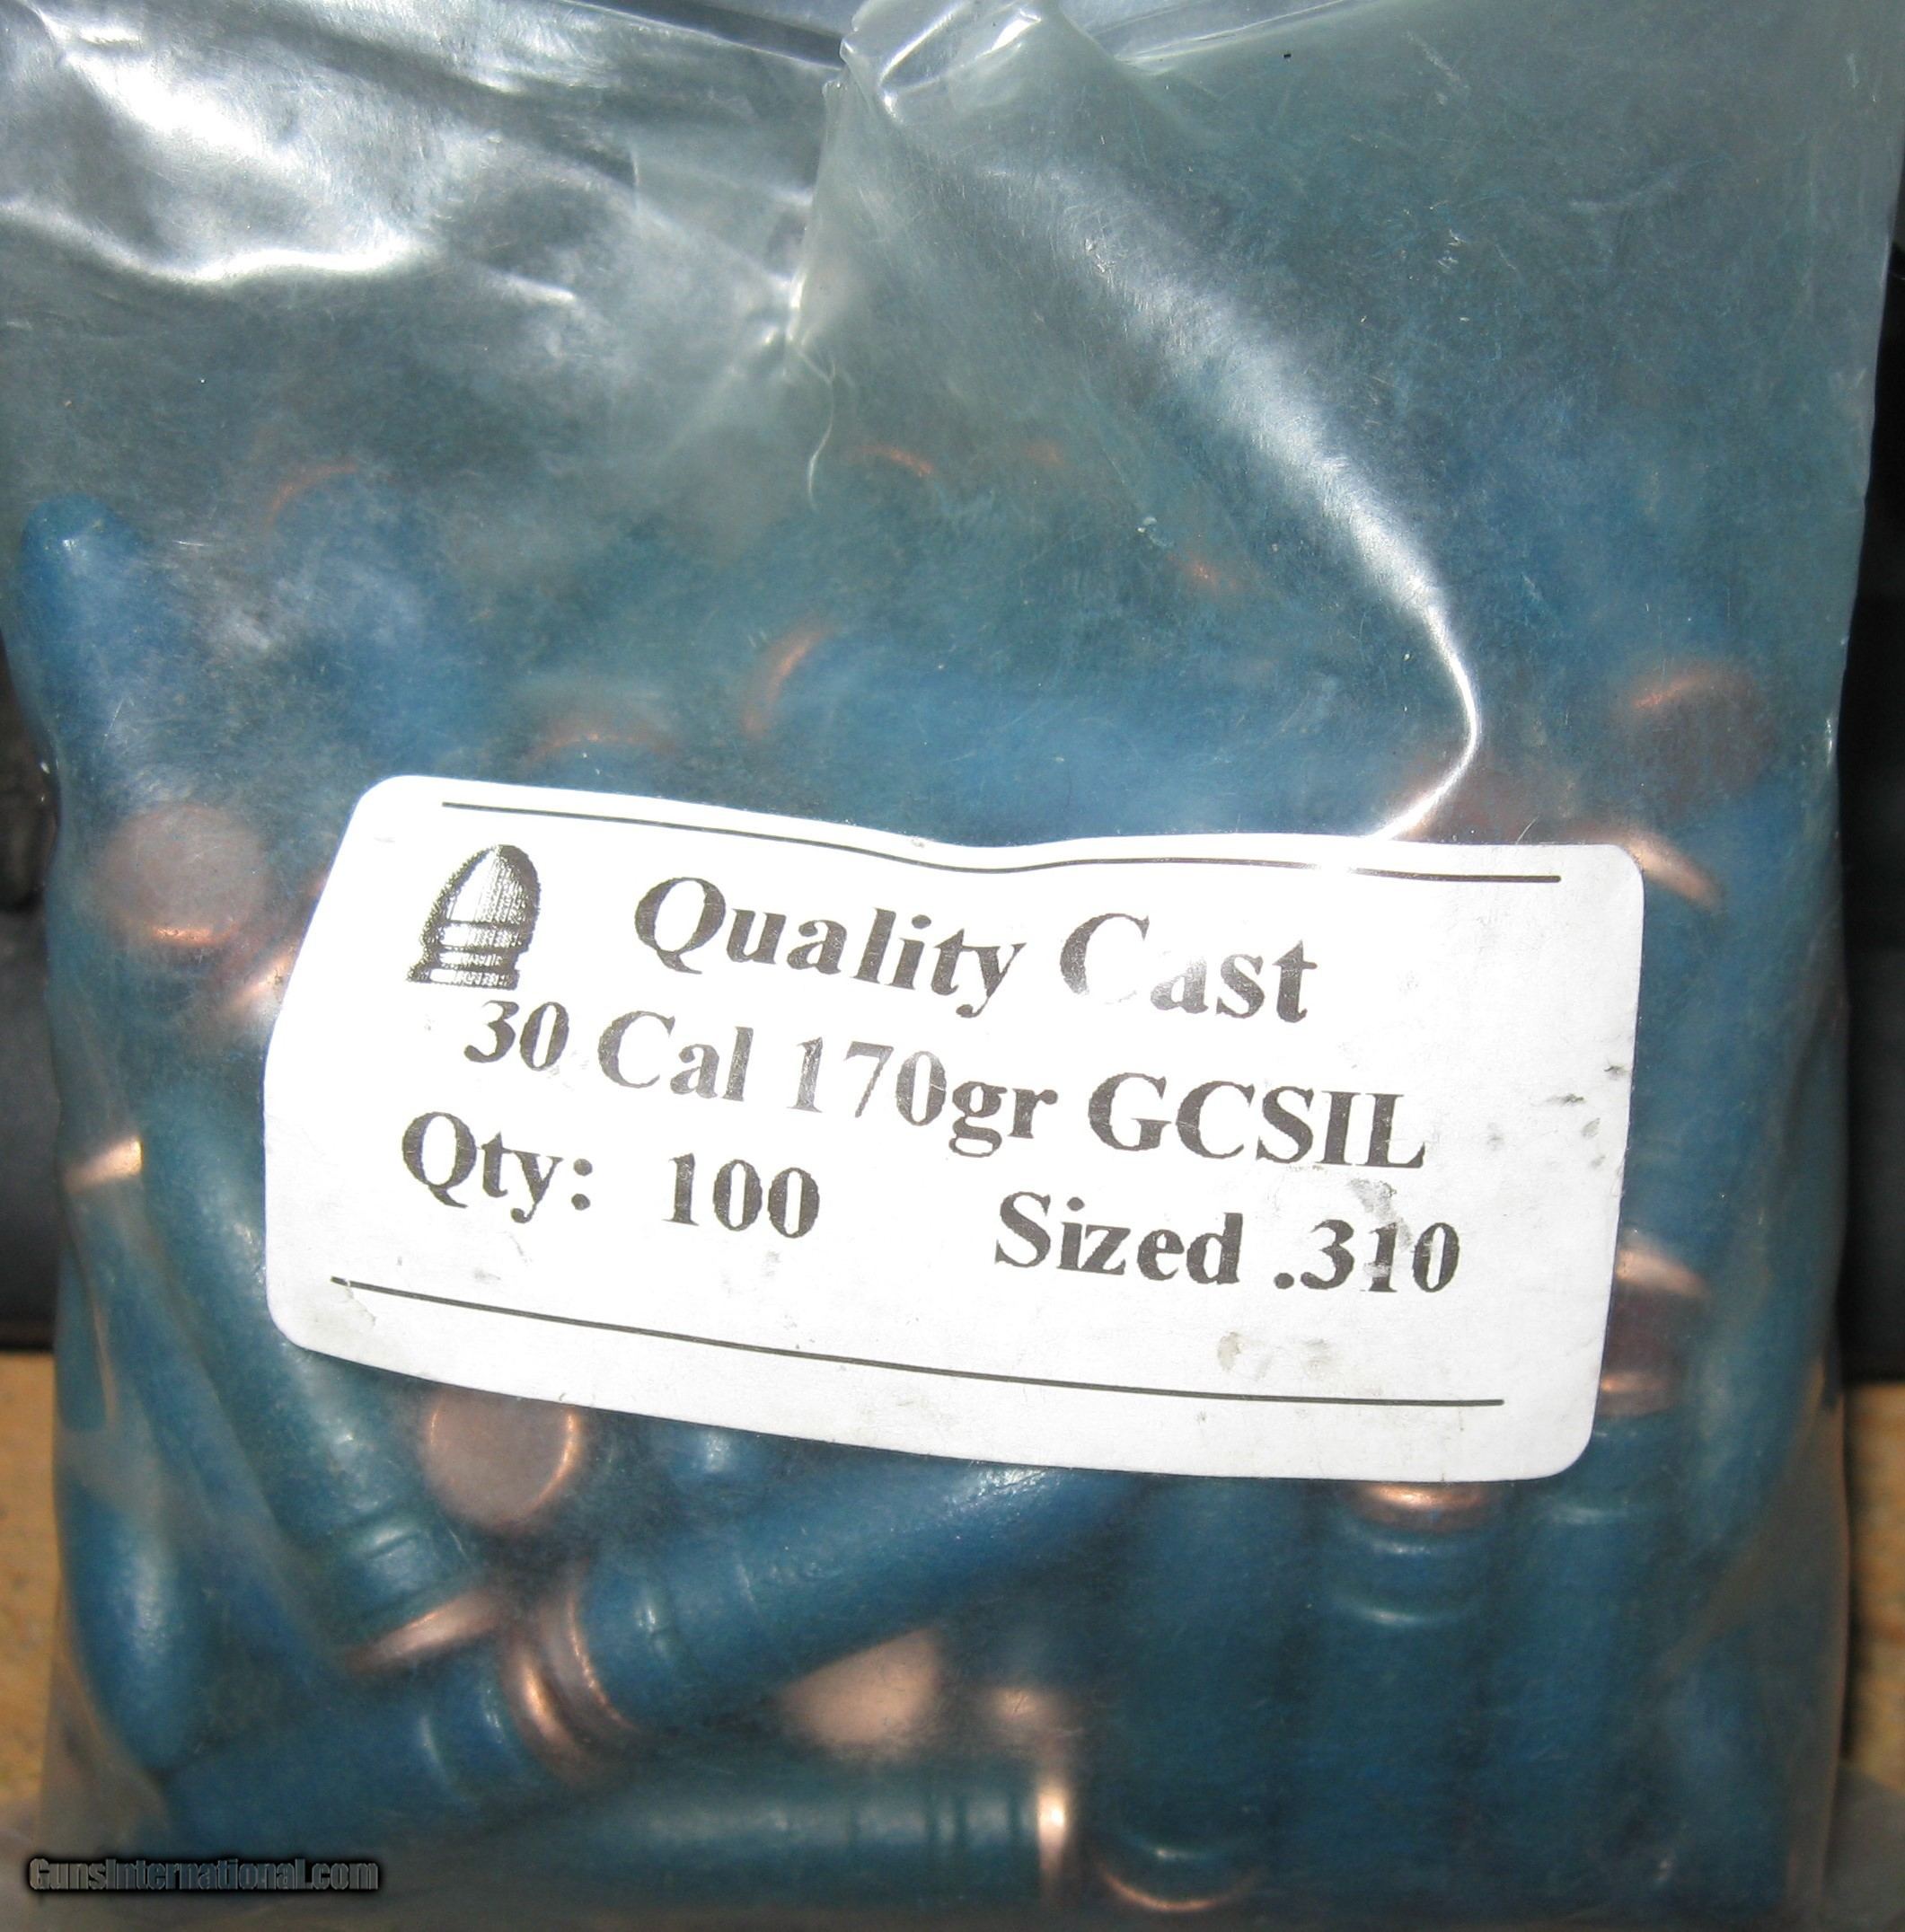 Quality Cast
30 Cal 170gr GCSIL
Qty: 100 Sized .310
GunsInternational.com